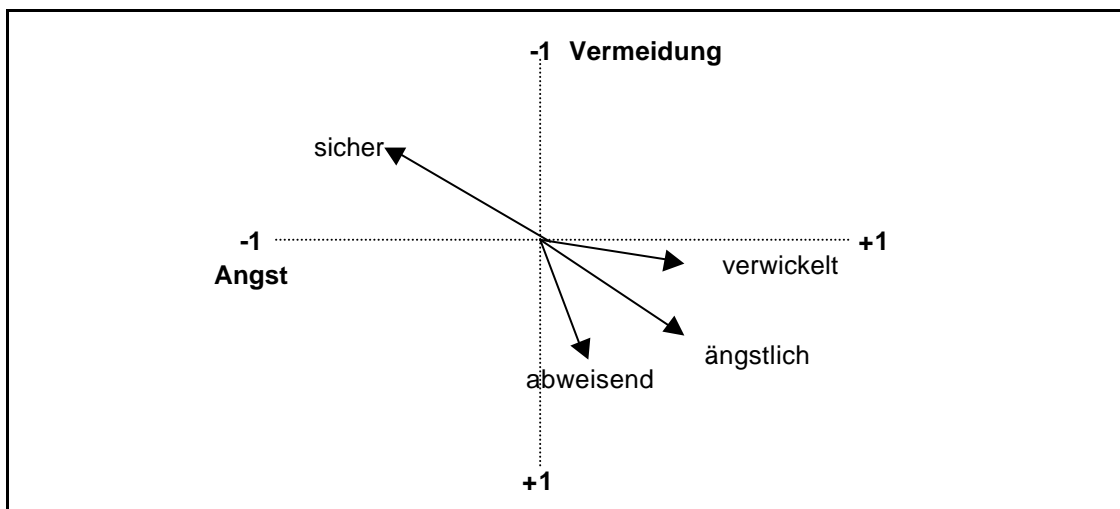 -1 Vermeidung
sicher
-1
+1
Angst
verwickelt
ängstlich
abweisend
+1